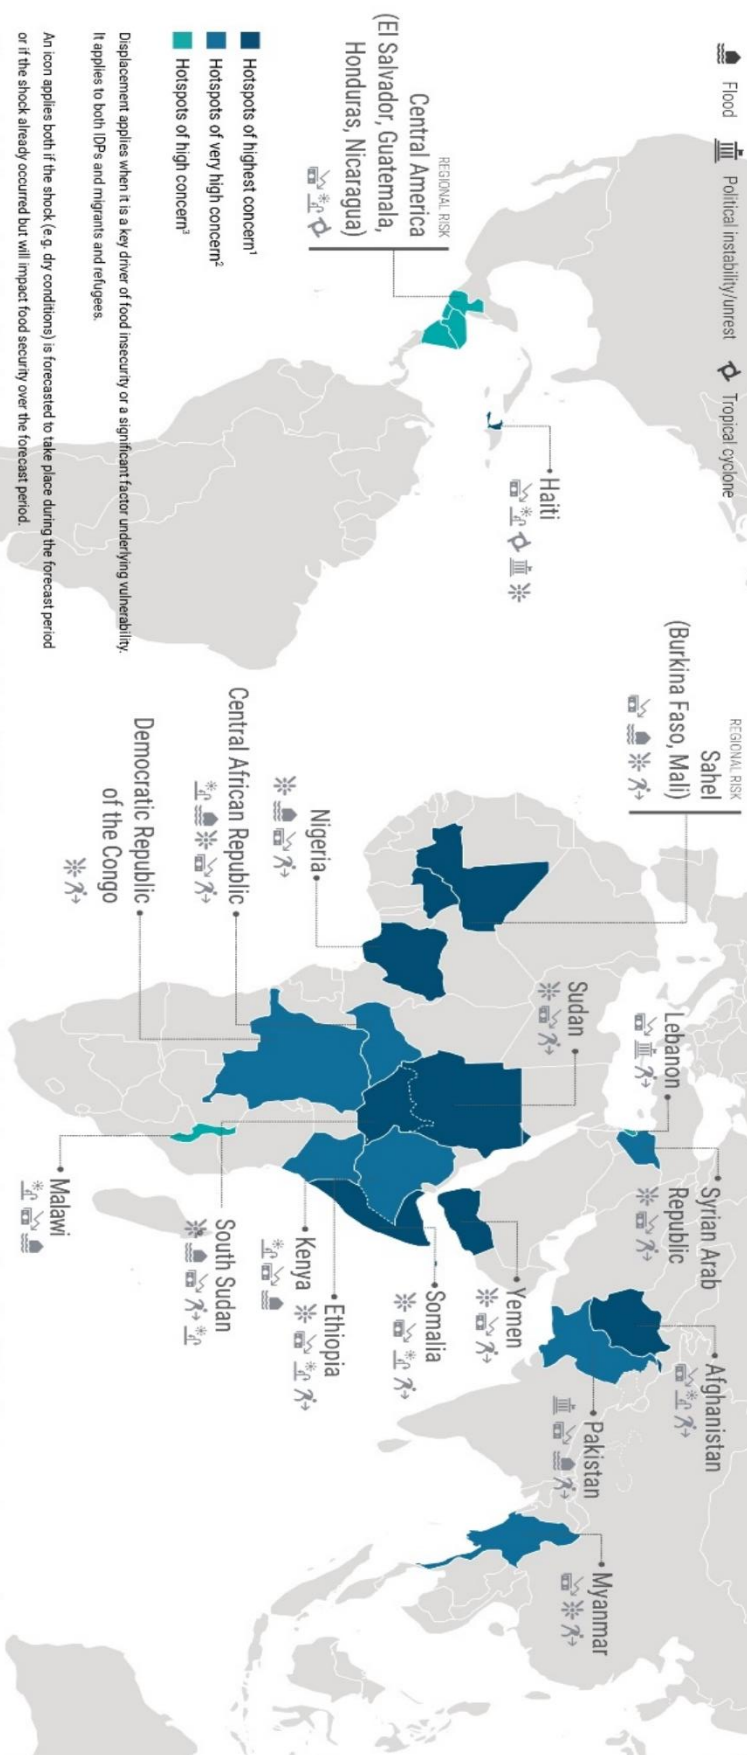 Flood
Political instability/unrest
Tropical cyclone
REGIONAL RISK
Central America
(El Salvador, Guatemala,
Honduras, Nicaragua)
Haiti
REGIONAL RISK
Sahel
(Burkina Faso, Mali)
Lebanon
Syrian Arab
Republic
Afghanistan
Pakistan
Myanmar
Sudan
Yemen
Somalia
Ethiopia
Kenya
South Sudan
Malawi
Nigeria
Central African Republic
Democratic Republic
of the Congo
Hotspots of highest concern¹
Hotspots of very high concern²
Hotspots of high concern³
Displacement applies when it is a key driver of food insecurity or a significant factor underlying vulnerability.
It applies to both IDPs and migrants and refugees.
An icon applies both if the shock (e.g. dry conditions) is forecasted to take place during the forecast period
or if the shock already occurred but will impact food security over the forecast period.